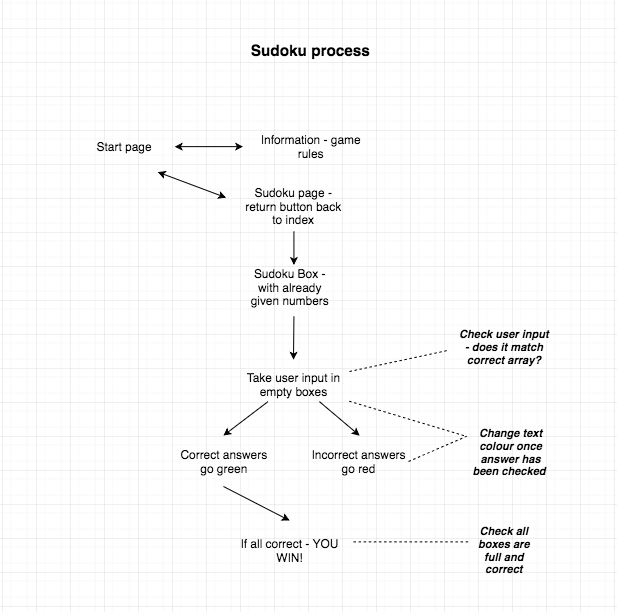 Sudoku process
Start page
Information - game
rules
Sudoku page -
return button back
to index
Sudoku Box -
with already
given numbers
Check user input
- does it match
correct array?
Take user input in
empty boxes
Change text
colour once
answer has
been checked
Correct answers
go green
Incorrect answers
go red
If all correct - YOU
WIN!
Check all
boxes are
full and
correct